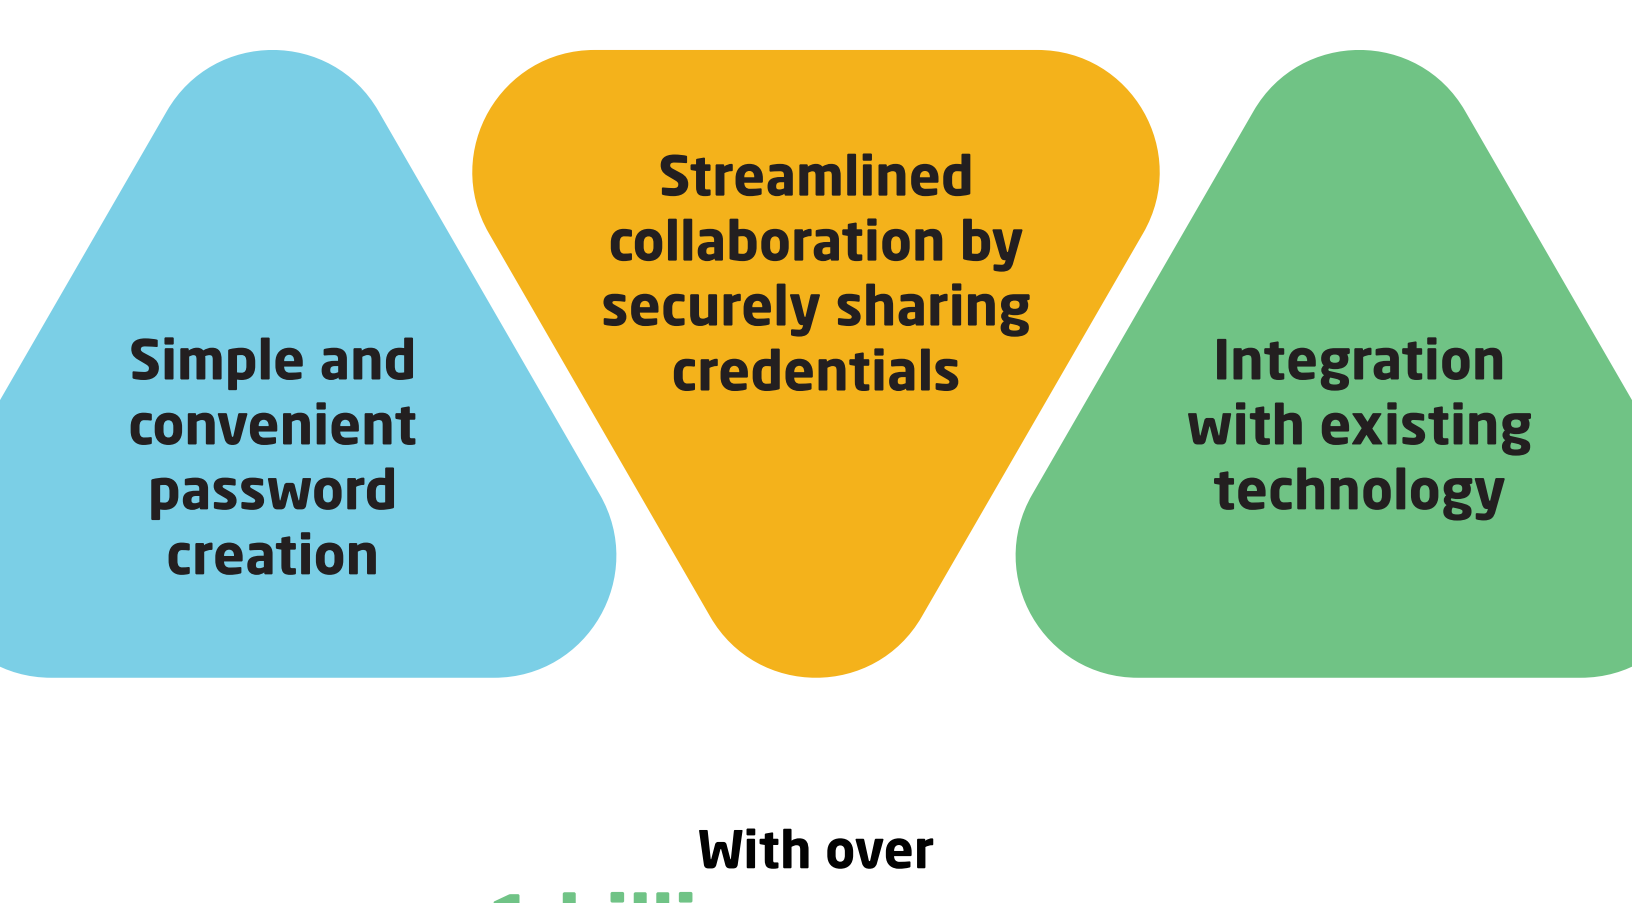 Simple and
convenient
password
creation
Streamlined
collaboration by
securely sharing
credentials
Integration
with existing
technology
With over